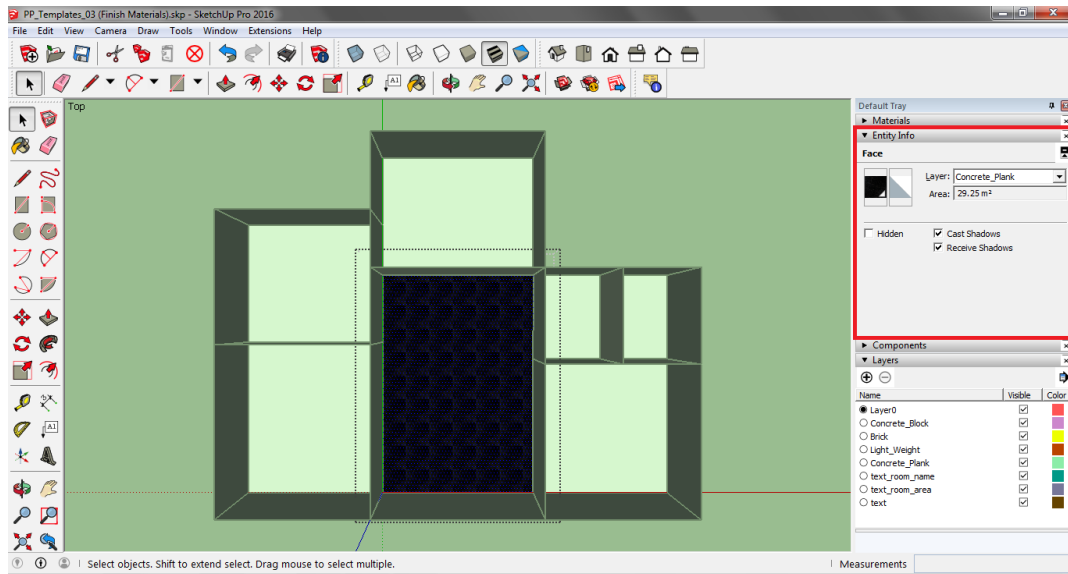 PP_Templates_03 (Finish Materials).skp - SketchUp Pro 2016
File Edit View Camera Draw Tools Window Extensions Help
A1
Top
Default Tray
Materials
Entity Info
Face
Layer: Concrete_Plank
Area: 29.25 m²
Hidden Cast Shadows
Receive Shadows
Components
Layers
Name Visible Color
Layer0
Concrete_Block
Brick
Light_Weight
Concrete_Plank
text_room_name
text_room_area
text
A1
Select objects. Shift to extend select. Drag mouse to select multiple.
Measurements